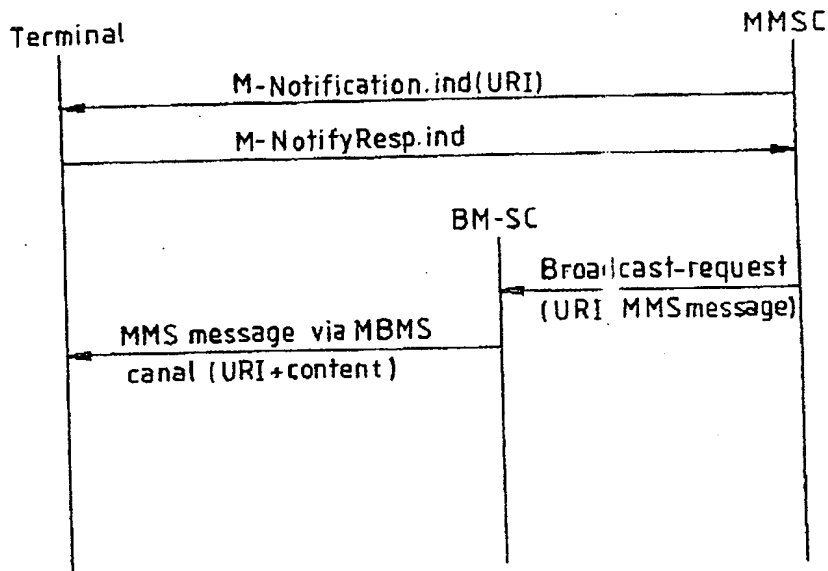 Terminal
MMSC
M-Notification.ind(URI)
M-NotifyResp.ind
BM-SC
Broadcast-request
(URI MMSmessage)
MMS message via MBMS
canal (URI+content)